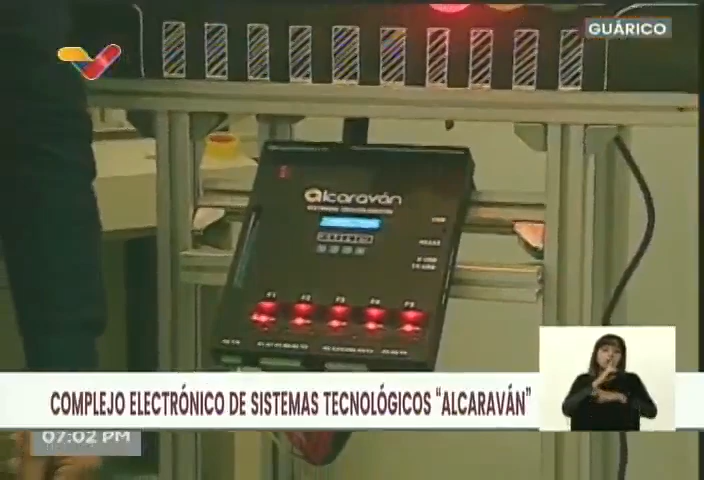 GUÁRICO
alcaraván
F1 F2 F3 F4 F5
COMPLEJO ELECTRÓNICO DE SISTEMAS TECNOLÓGICOS "ALCARAVÁN"
07:02 PM